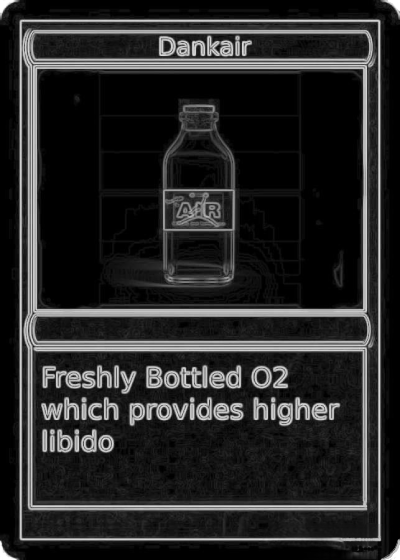 Dankair
AIR
Freshly Bottled O2
which provides higher
libido